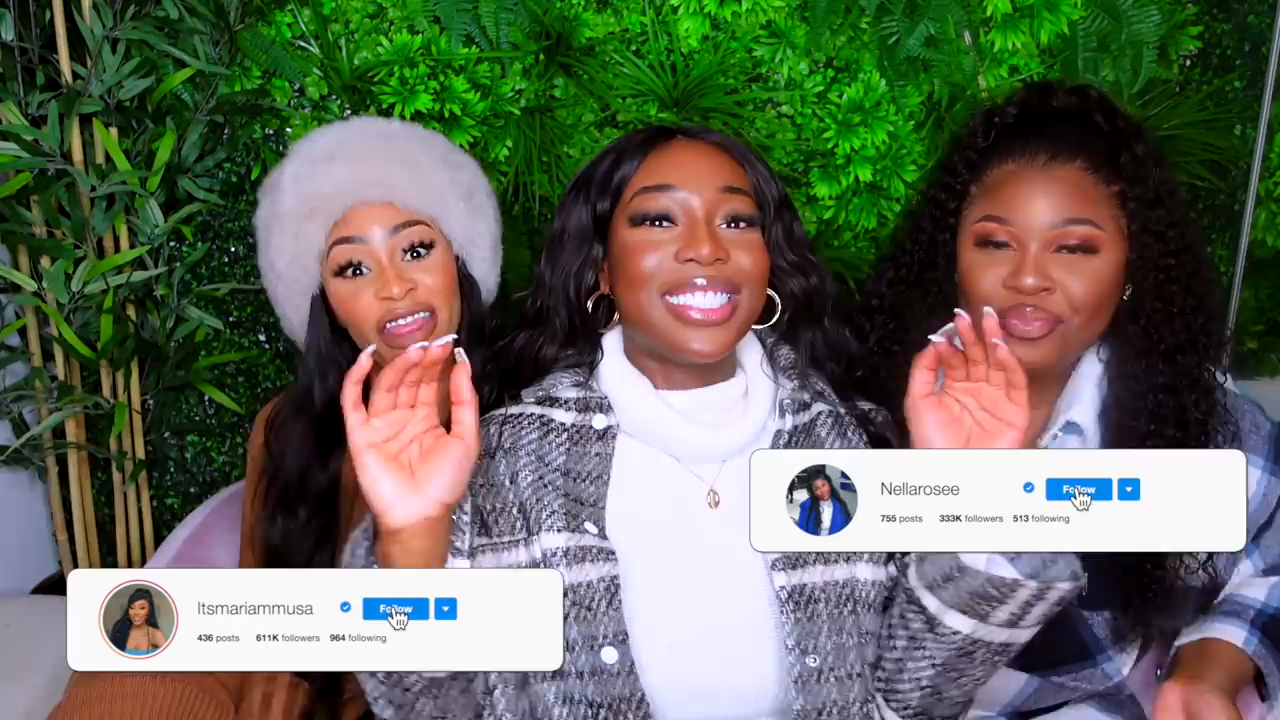 Nellarosee Follow
755 posts 333K followers 513 following
Itsmariammusa Follow
436 posts 611K followers 964 following